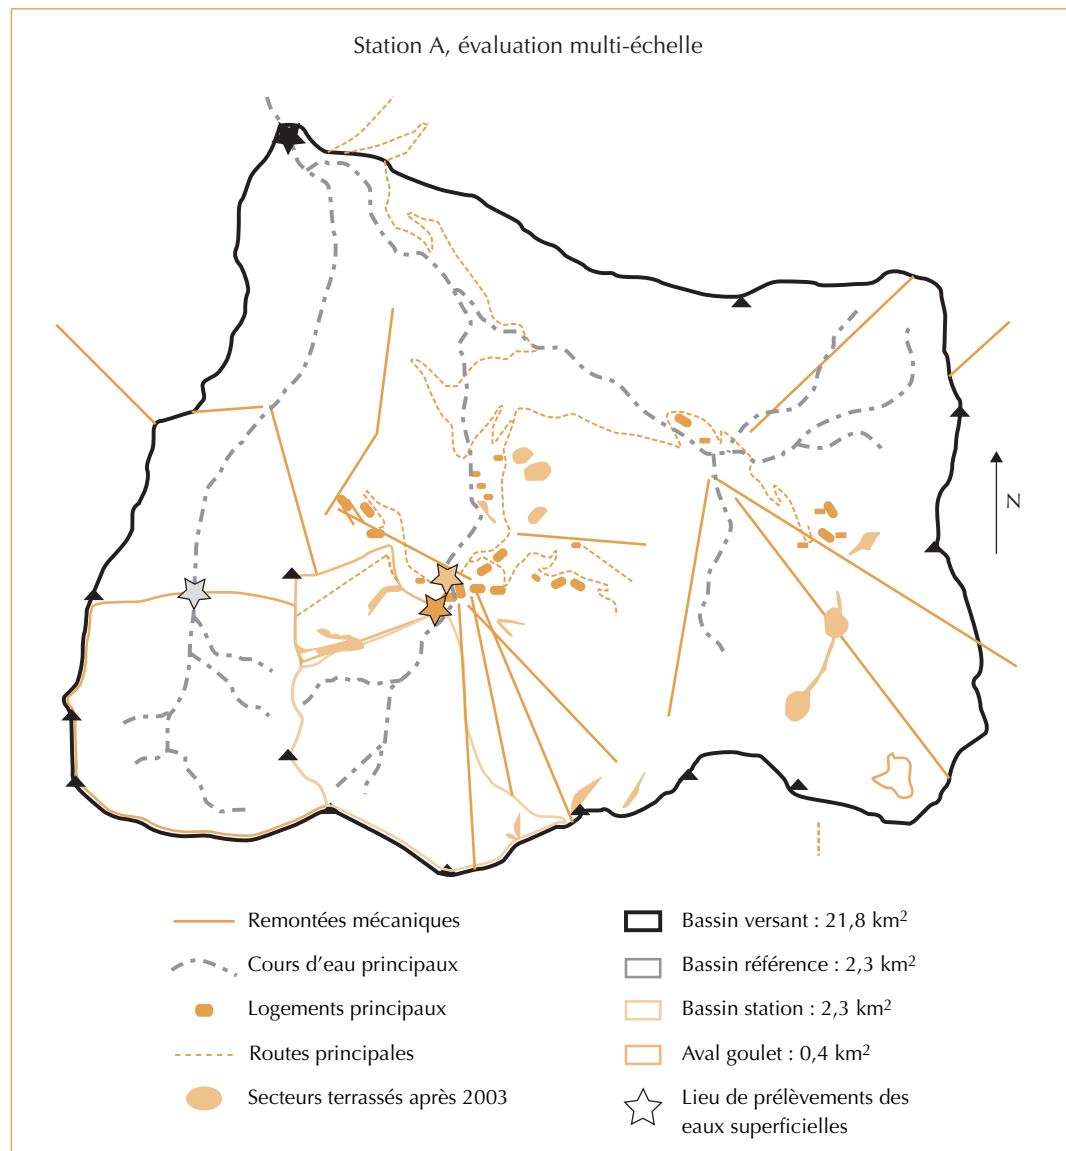 Station A, évaluation multi-échelle
N
Remontées mécaniques
Cours d'eau principaux
Logements principaux
Routes principales
Secteurs terrassés après 2003
Bassin versant : 21,8 km²
Bassin référence : 2,3 km²
Bassin station : 2,3 km²
Aval goulet : 0,4 km²
Lieu de prélèvements des
eaux superficielles